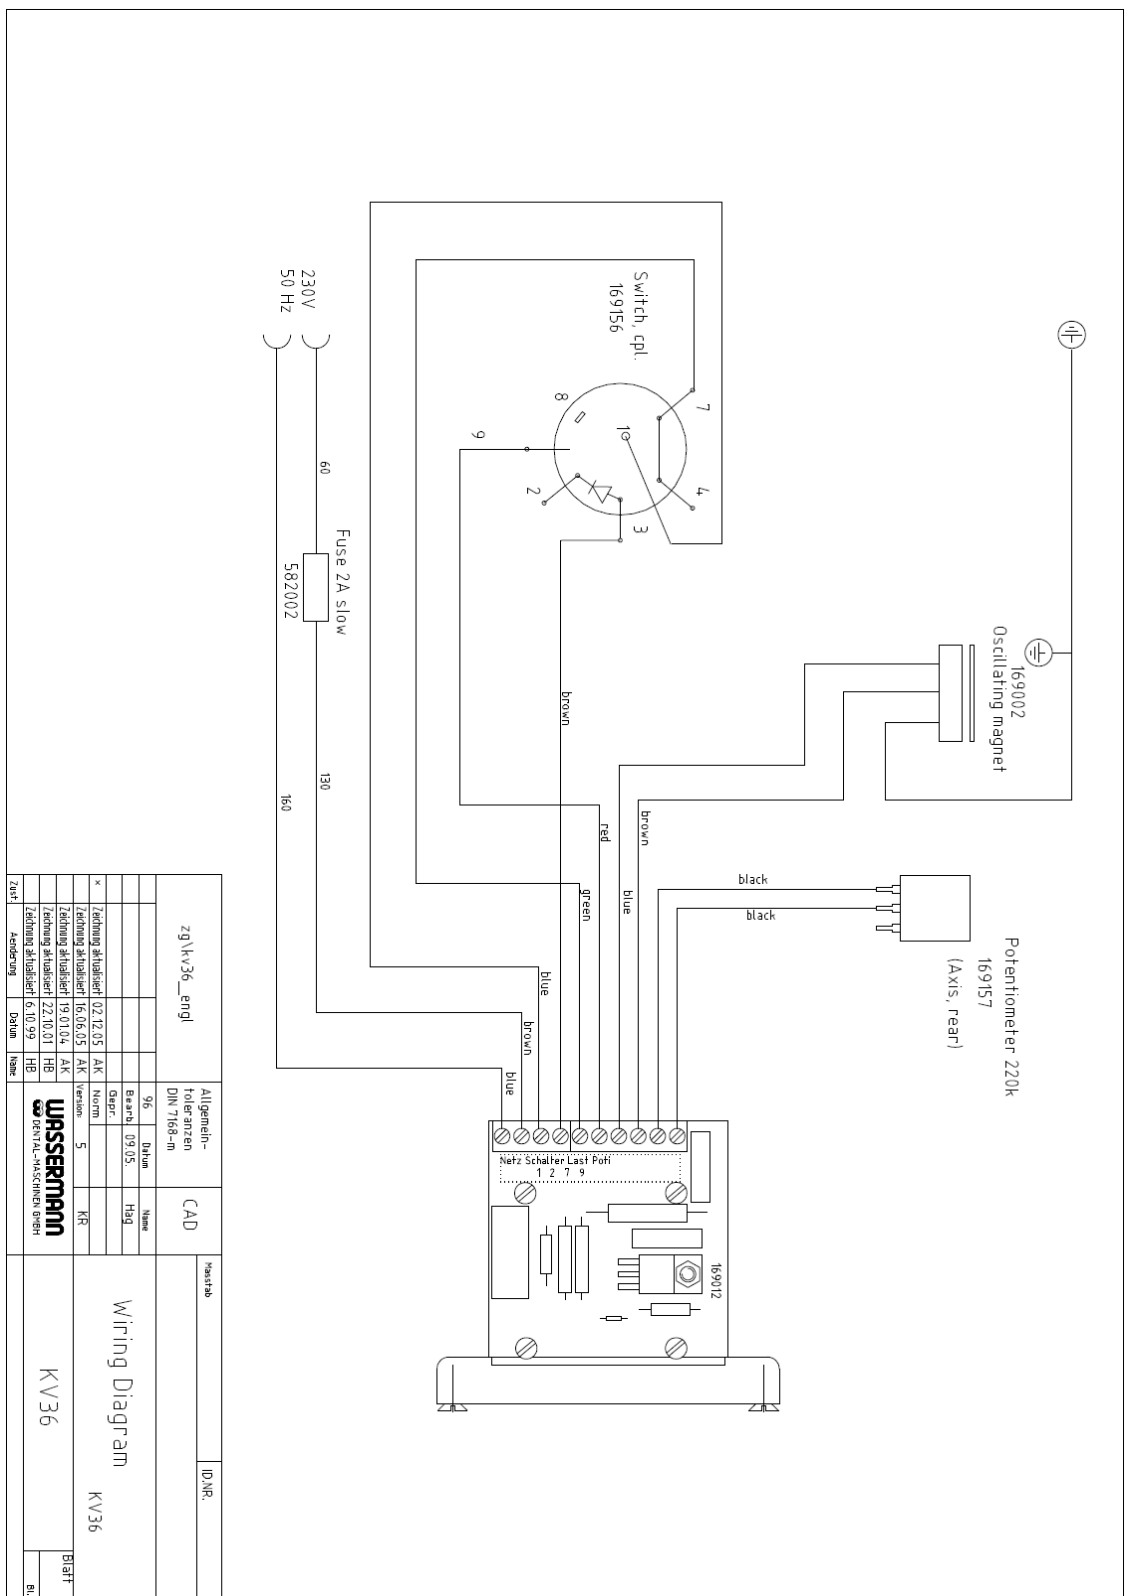 230V
50 Hz
60
130
160
Fuse 2A slow
582002
Switch, cpl.
169156
1
2
3
4
7
8
9
169002
Oscillating magnet
Potentiometer 220k
169157
(Axis, rear)
black
black
brown
blue
red
green
brown
blue
brown
blue
Netz Schalter Last Poti
1 2 7 9
169012
zg\kv36_engl
Allgemein-
toleranzen
DIN 7168-m
CAD
Masstab
ID.NR.
96 Datum Name
Bearb. 09.05. Hag
Gepr.
Norm
Version: 5 KR
x Zeichnung aktualisiert 02.12.05 AK
Zeichnung aktualisiert 16.06.05 AK
Zeichnung aktualisiert 19.01.04 AK
Zeichnung aktualisiert 22.10.01 HB
Zeichnung aktualisiert 6.10.99 HB
Zust. Aenderung Datum Name
WASSERMANN
DENTAL-MASCHINEN GMBH
Wiring Diagram
KV36
KV36
Blatt
Bl.